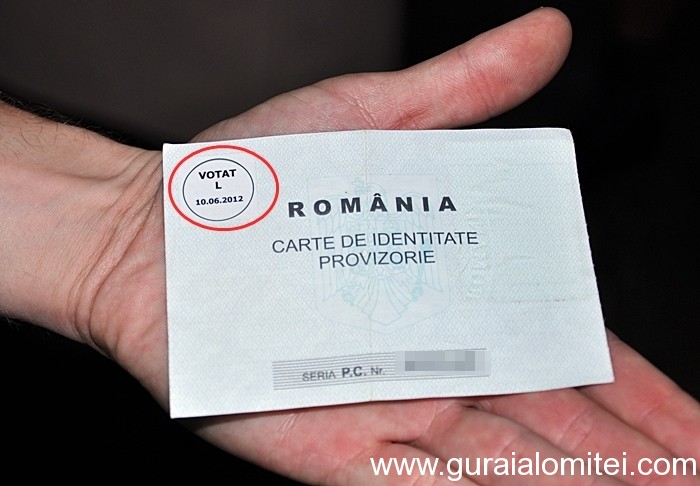 VOTAT
L
10.06.2012
ROMÂNIA
CARTE DE IDENTITATE
PROVIZORIE
SERIA P.C. Nr.
www.guraialomitei.com